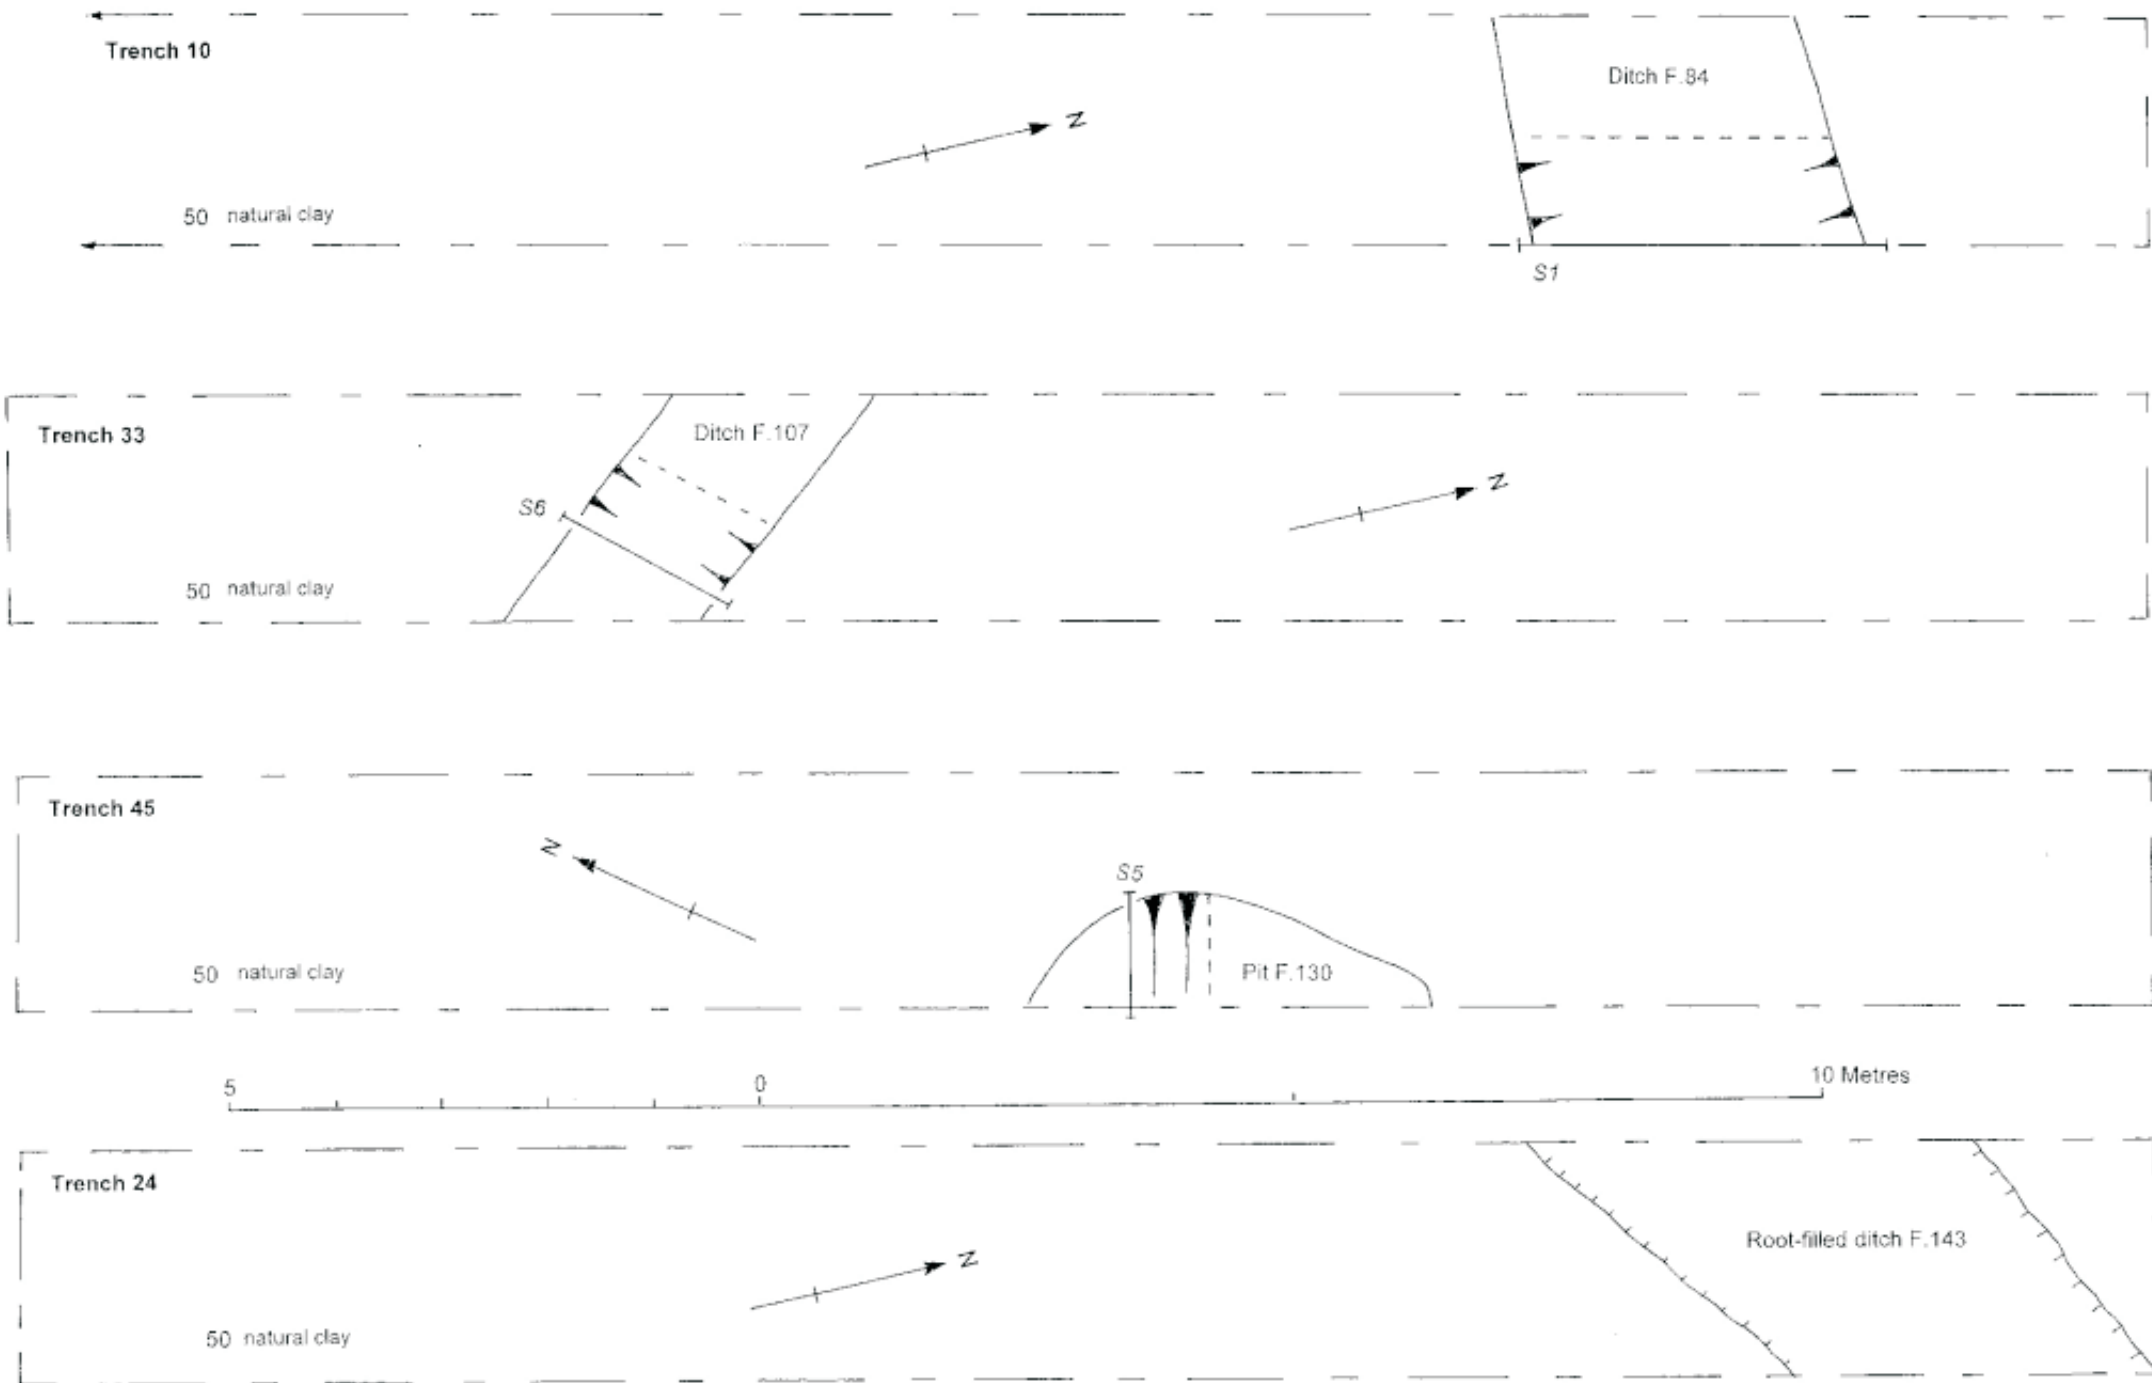 Trench 10
Ditch F.84
N
50 natural clay
S1
Trench 33
Ditch F.107
S6
N
50 natural clay
Trench 45
N
S5
50 natural clay
Pit F.130
5 0 10 Metres
Trench 24
Root-filled ditch F.143
N
50 natural clay